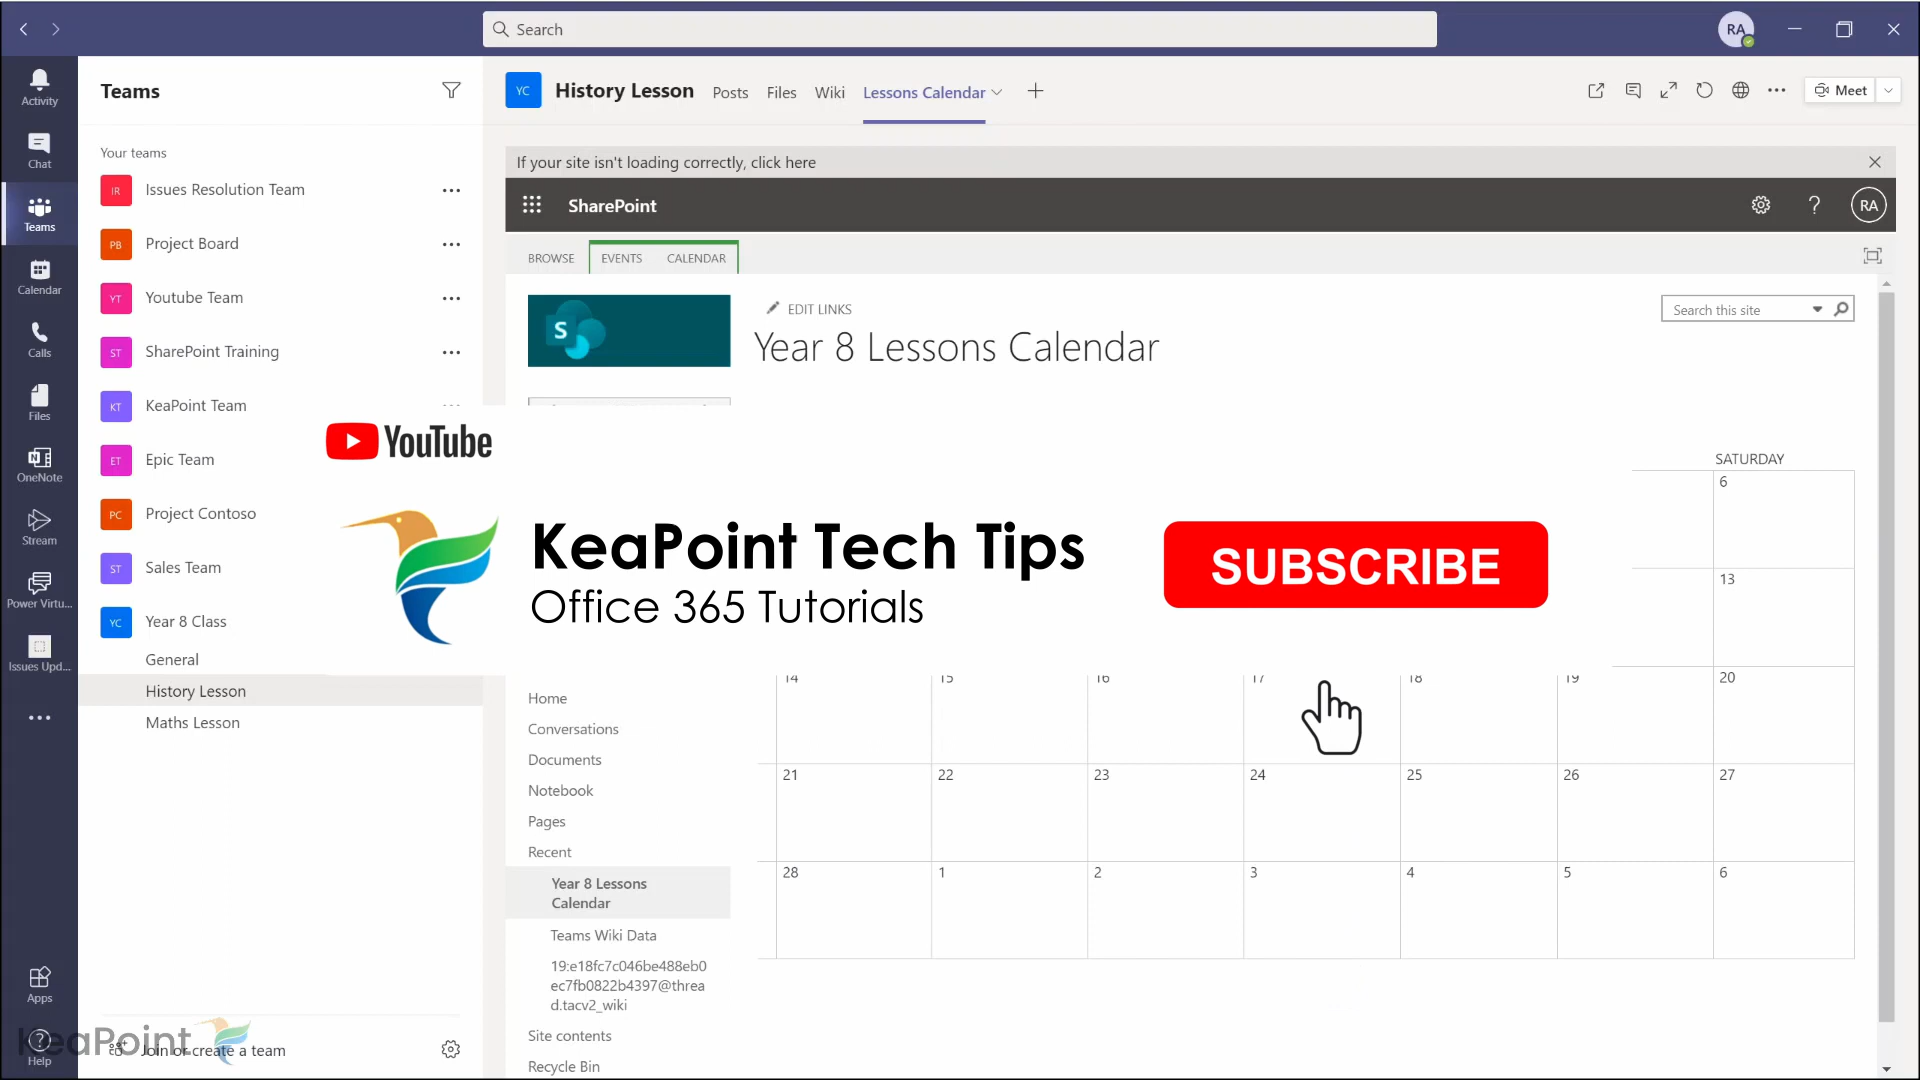 Search
RA
Activity
Chat
Teams
Calendar
Calls
Files
OneNote
Stream
Power Virtu...
Issues Upd...
Apps
Help
Teams
Your teams
IR Issues Resolution Team
PB Project Board
YT Youtube Team
ST SharePoint Training
KT KeaPoint Team
ET Epic Team
PC Project Contoso
ST Sales Team
YC Year 8 Class
General
History Lesson
Maths Lesson
Join or create a team
KeaPoint
YC History Lesson Posts Files Wiki Lessons Calendar
Meet
If your site isn't loading correctly, click here
SharePoint
? RA
BROWSE EVENTS CALENDAR
S
EDIT LINKS
Year 8 Lessons Calendar
Search this site
YouTube
KeaPoint Tech Tips
Office 365 Tutorials
SUBSCRIBE
SATURDAY
6
13
14 15 16 17 18 19 20
21 22 23 24 25 26 27
28 1 2 3 4 5 6
Home
Conversations
Documents
Notebook
Pages
Recent
Year 8 Lessons
Calendar
Teams Wiki Data
19:e18fc7c046be488eb0
ec7fb0822b4397@threa
d.tacv2_wiki
Site contents
Recycle Bin